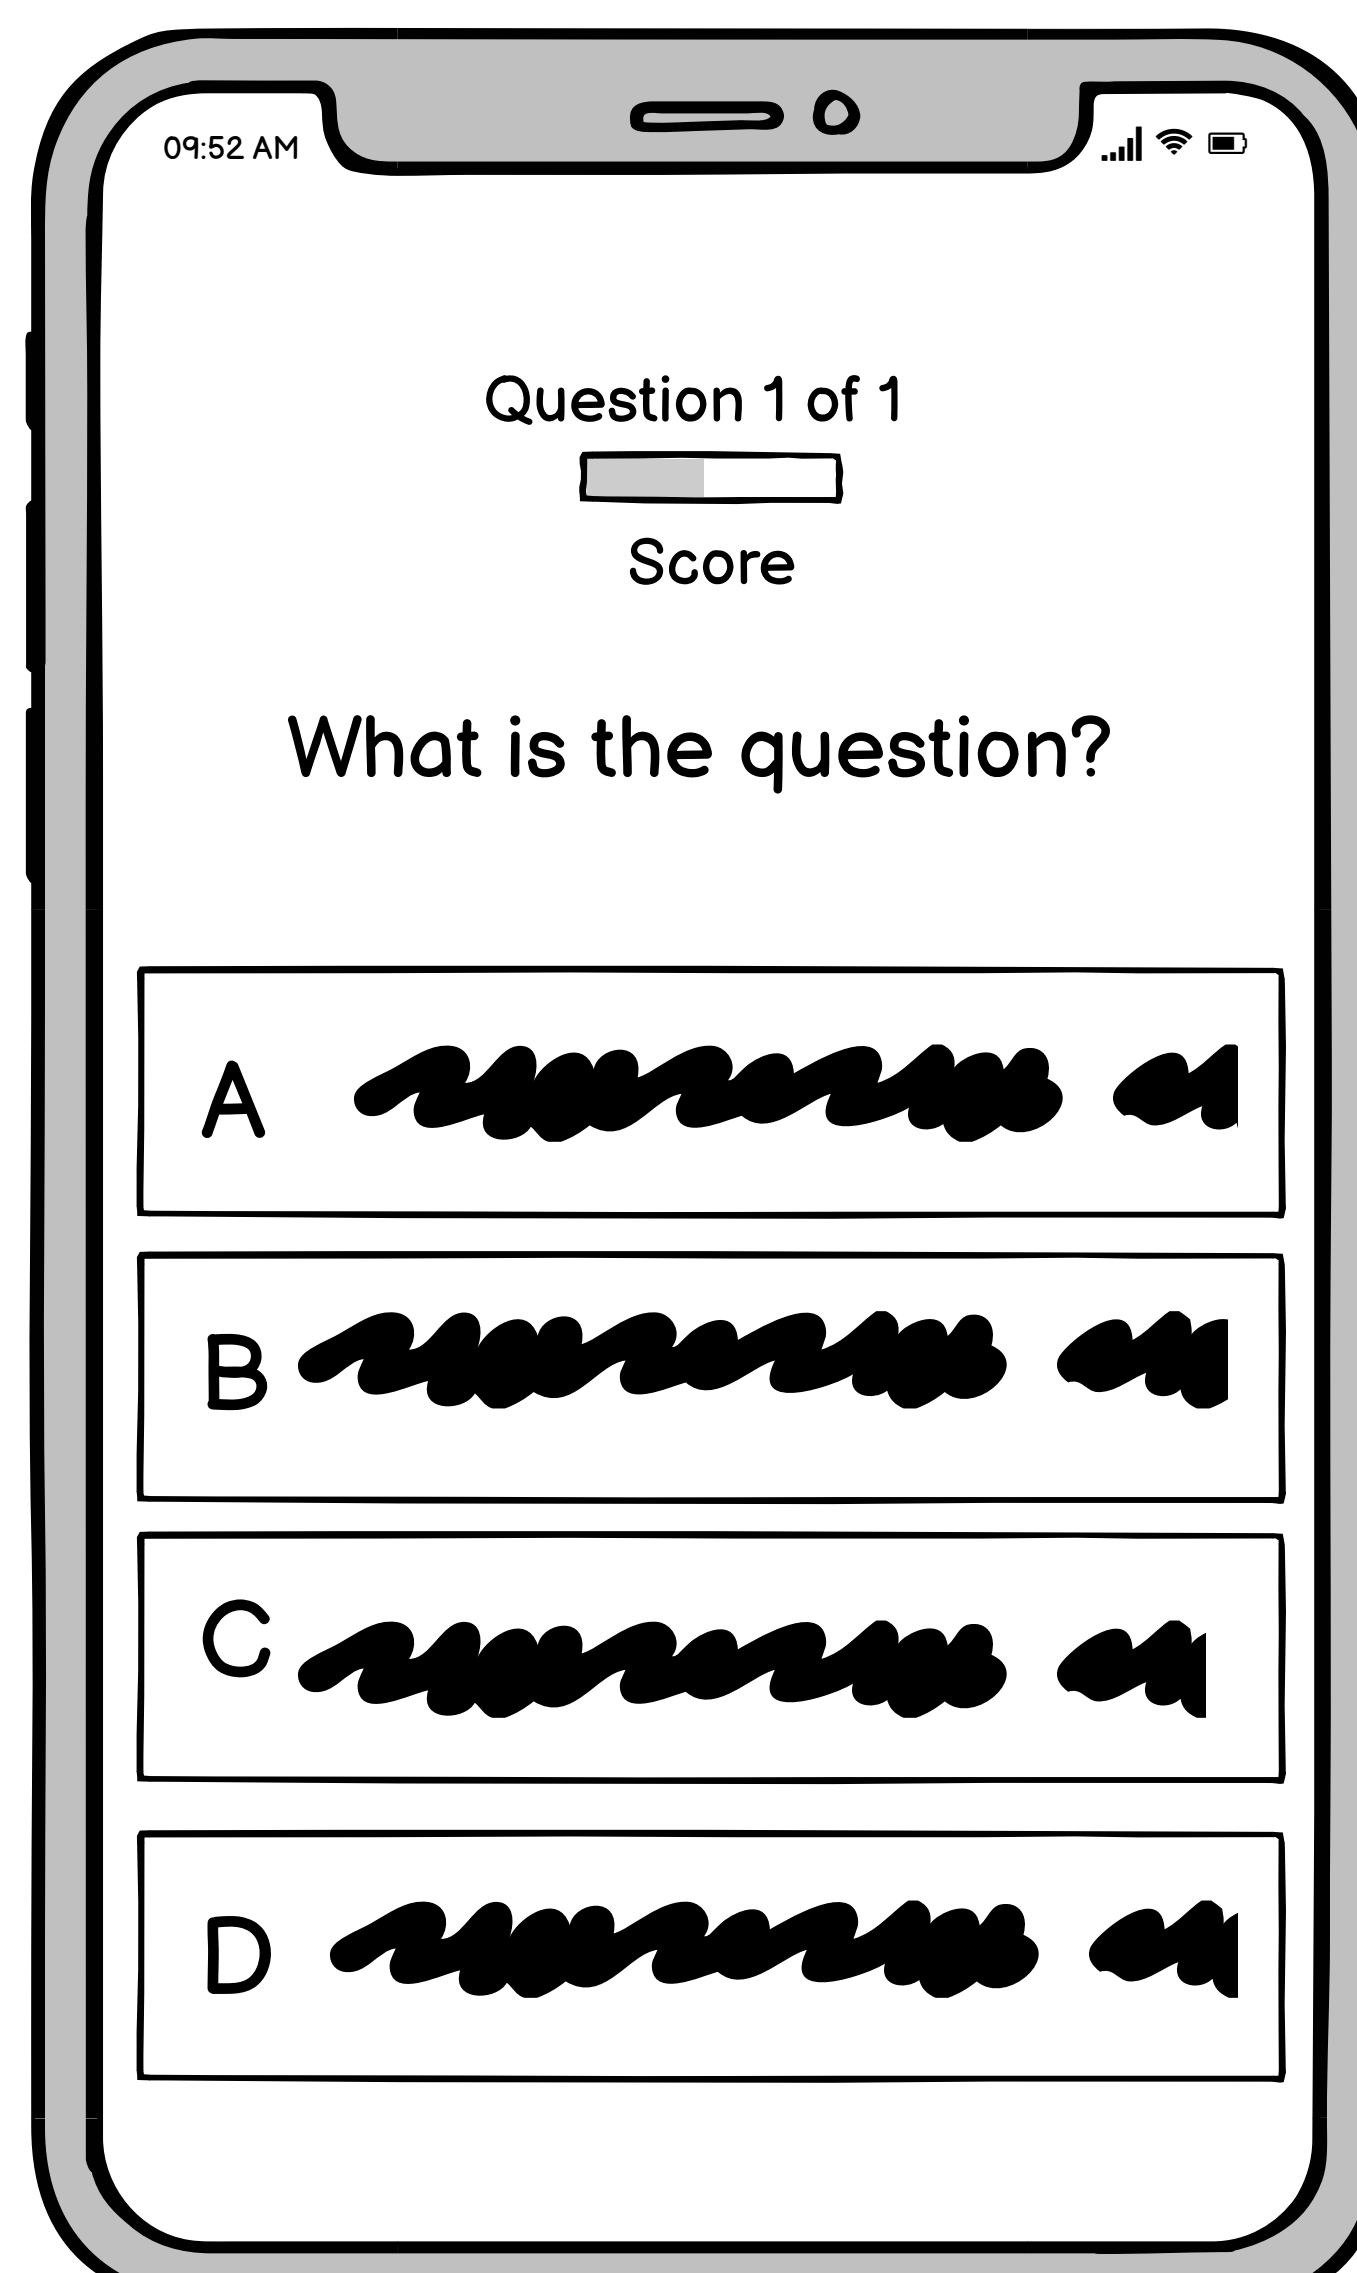 09:52 AM
Question 1 of 1
Score
What is the question?
A
B
C
D